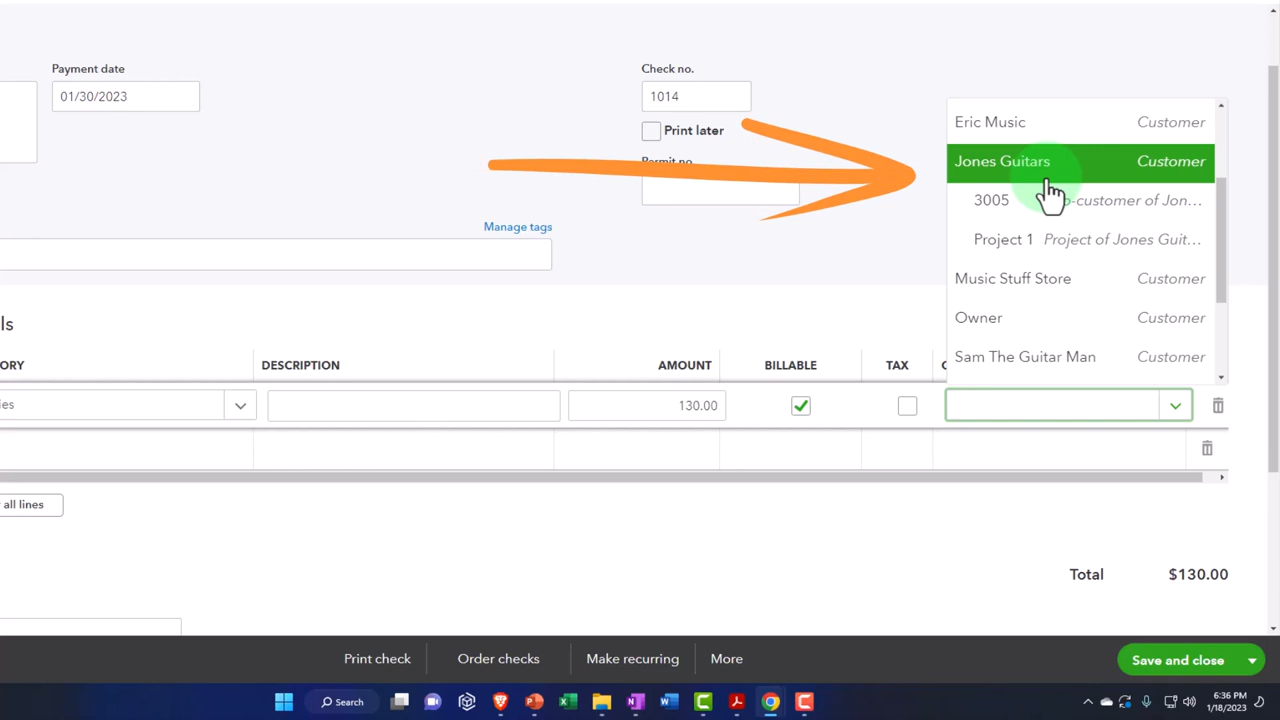 Payment date
Check no.
01/30/2023
1014
Print later
Permit no.
Manage tags
Eric Music Customer
Jones Guitars Customer
3005 o-customer of Jon...
Project 1 Project of Jones Guit...
Music Stuff Store Customer
Owner Customer
Sam The Guitar Man Customer
ls
ORY DESCRIPTION AMOUNT BILLABLE TAX C
ies 130.00
all lines
Total $130.00
Print check Order checks Make recurring More Save and close
Search
6:36 PM
1/18/2023